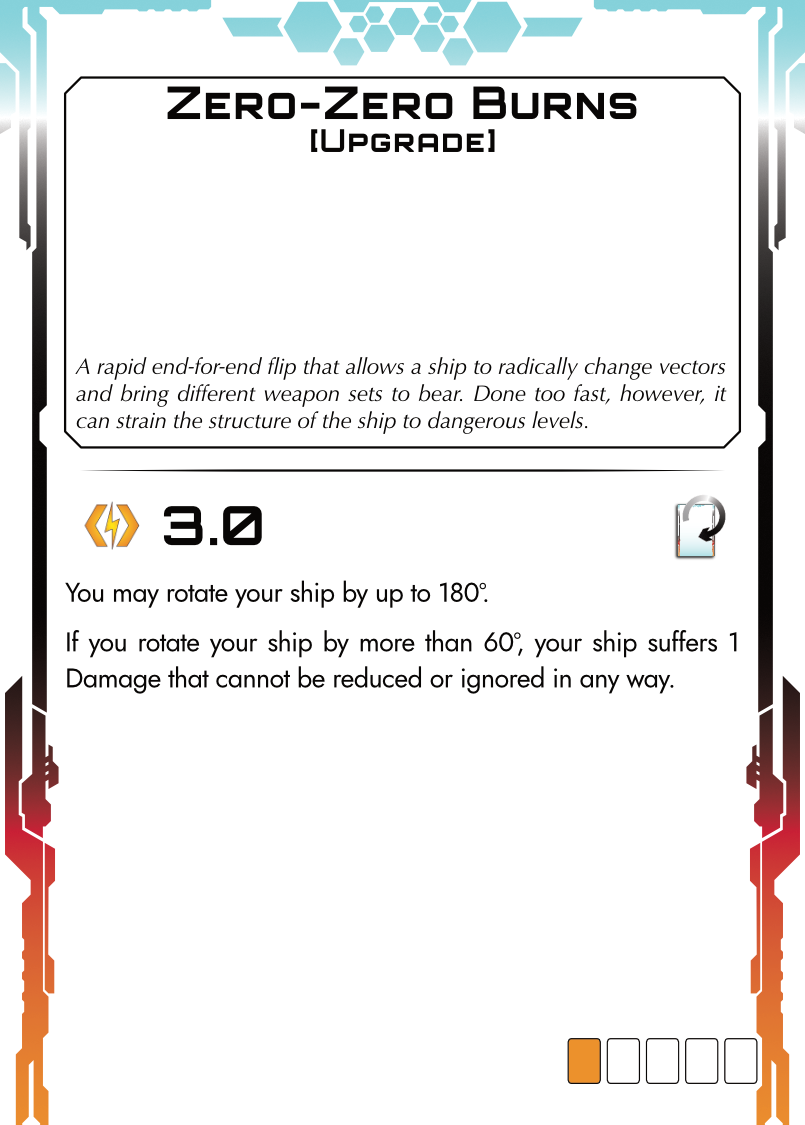 Zero-Zero Burns
[Upgrade]
A rapid end-for-end flip that allows a ship to radically change vectors
and bring different weapon sets to bear. Done too fast, however, it
can strain the structure of the ship to dangerous levels.
3.0
You may rotate your ship by up to 180°.
If you rotate your ship by more than 60°, your ship suffers 1
Damage that cannot be reduced or ignored in any way.